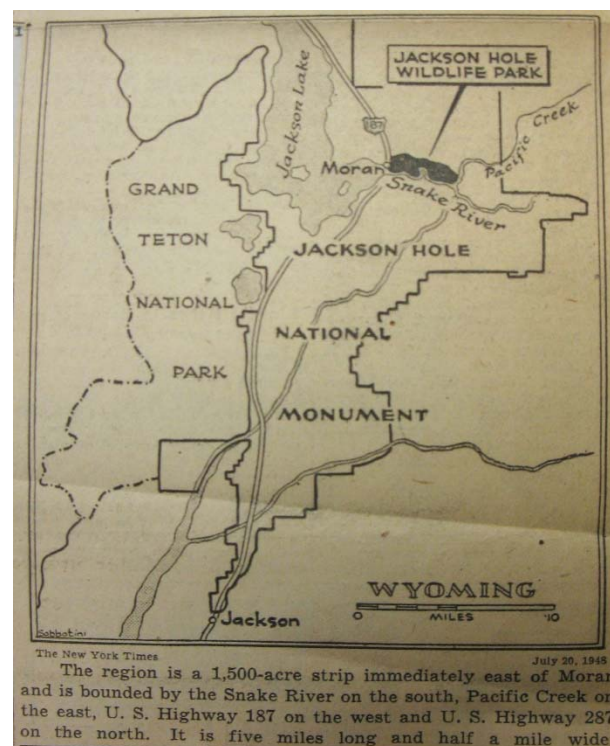 1
JACKSON HOLE
WILDLIFE PARK
Jackson Lake
187
Moran
Pacific Creek
Snake River
GRAND
TETON
NATIONAL
PARK
JACKSON HOLE
NATIONAL
MONUMENT
WYOMING
0 MILES 10
Jackson
Sabbatini
The New York Times July 20, 1948
The region is a 1,500-acre strip immediately east of Moran
and is bounded by the Snake River on the south, Pacific Creek on
the east, U. S. Highway 187 on the west and U. S. Highway 287
on the north. It is five miles long and half a mile wide